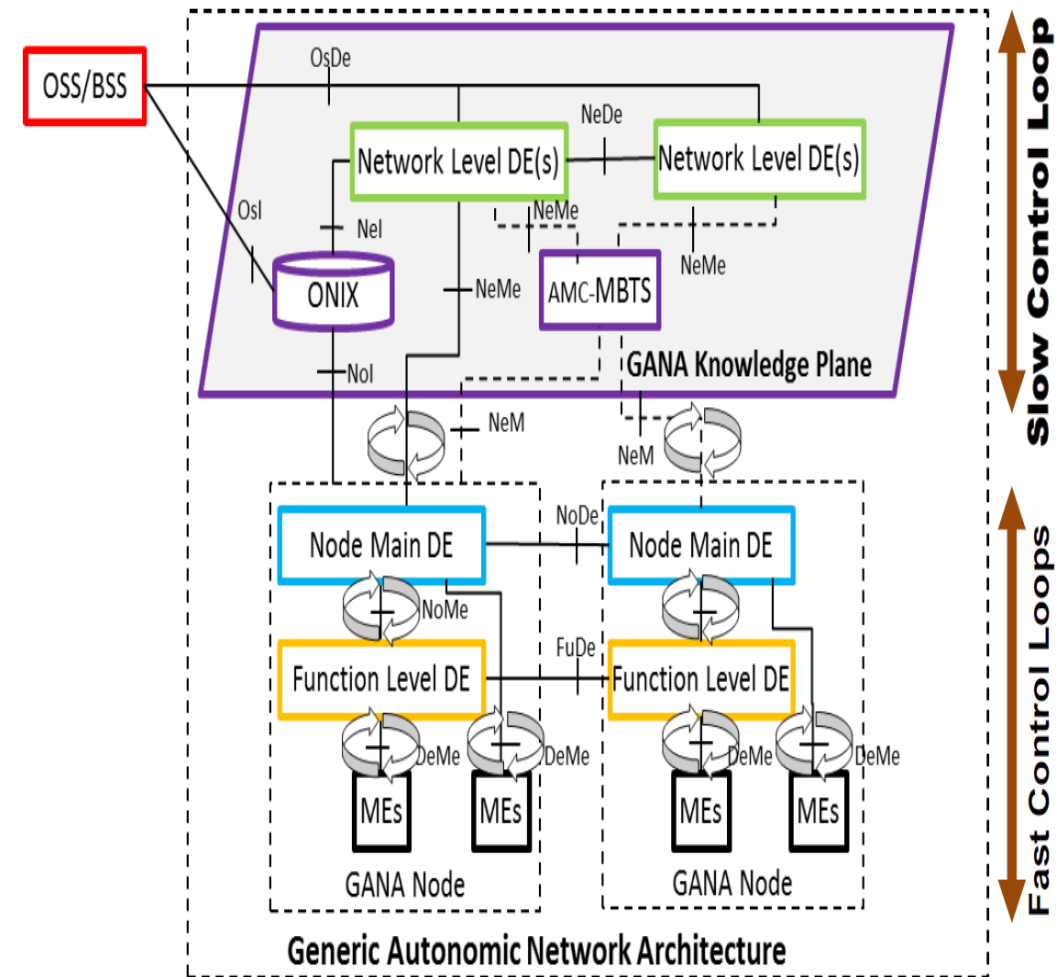 OSS/BSS
OsDe
NeDe
Network Level DE(s)
Network Level DE(s)
OsI
NeI
NeMe
NeMe
ONIX
NeMe
AMC-MBTS
NoI
GANA Knowledge Plane
NeM
NeM
Slow Control Loop
Node Main DE
NoDe
Node Main DE
NoMe
Function Level DE
FuDe
Function Level DE
DeMe
DeMe
DeMe
DeMe
MEs
MEs
MEs
MEs
GANA Node
GANA Node
Fast Control Loops
Generic Autonomic Network Architecture